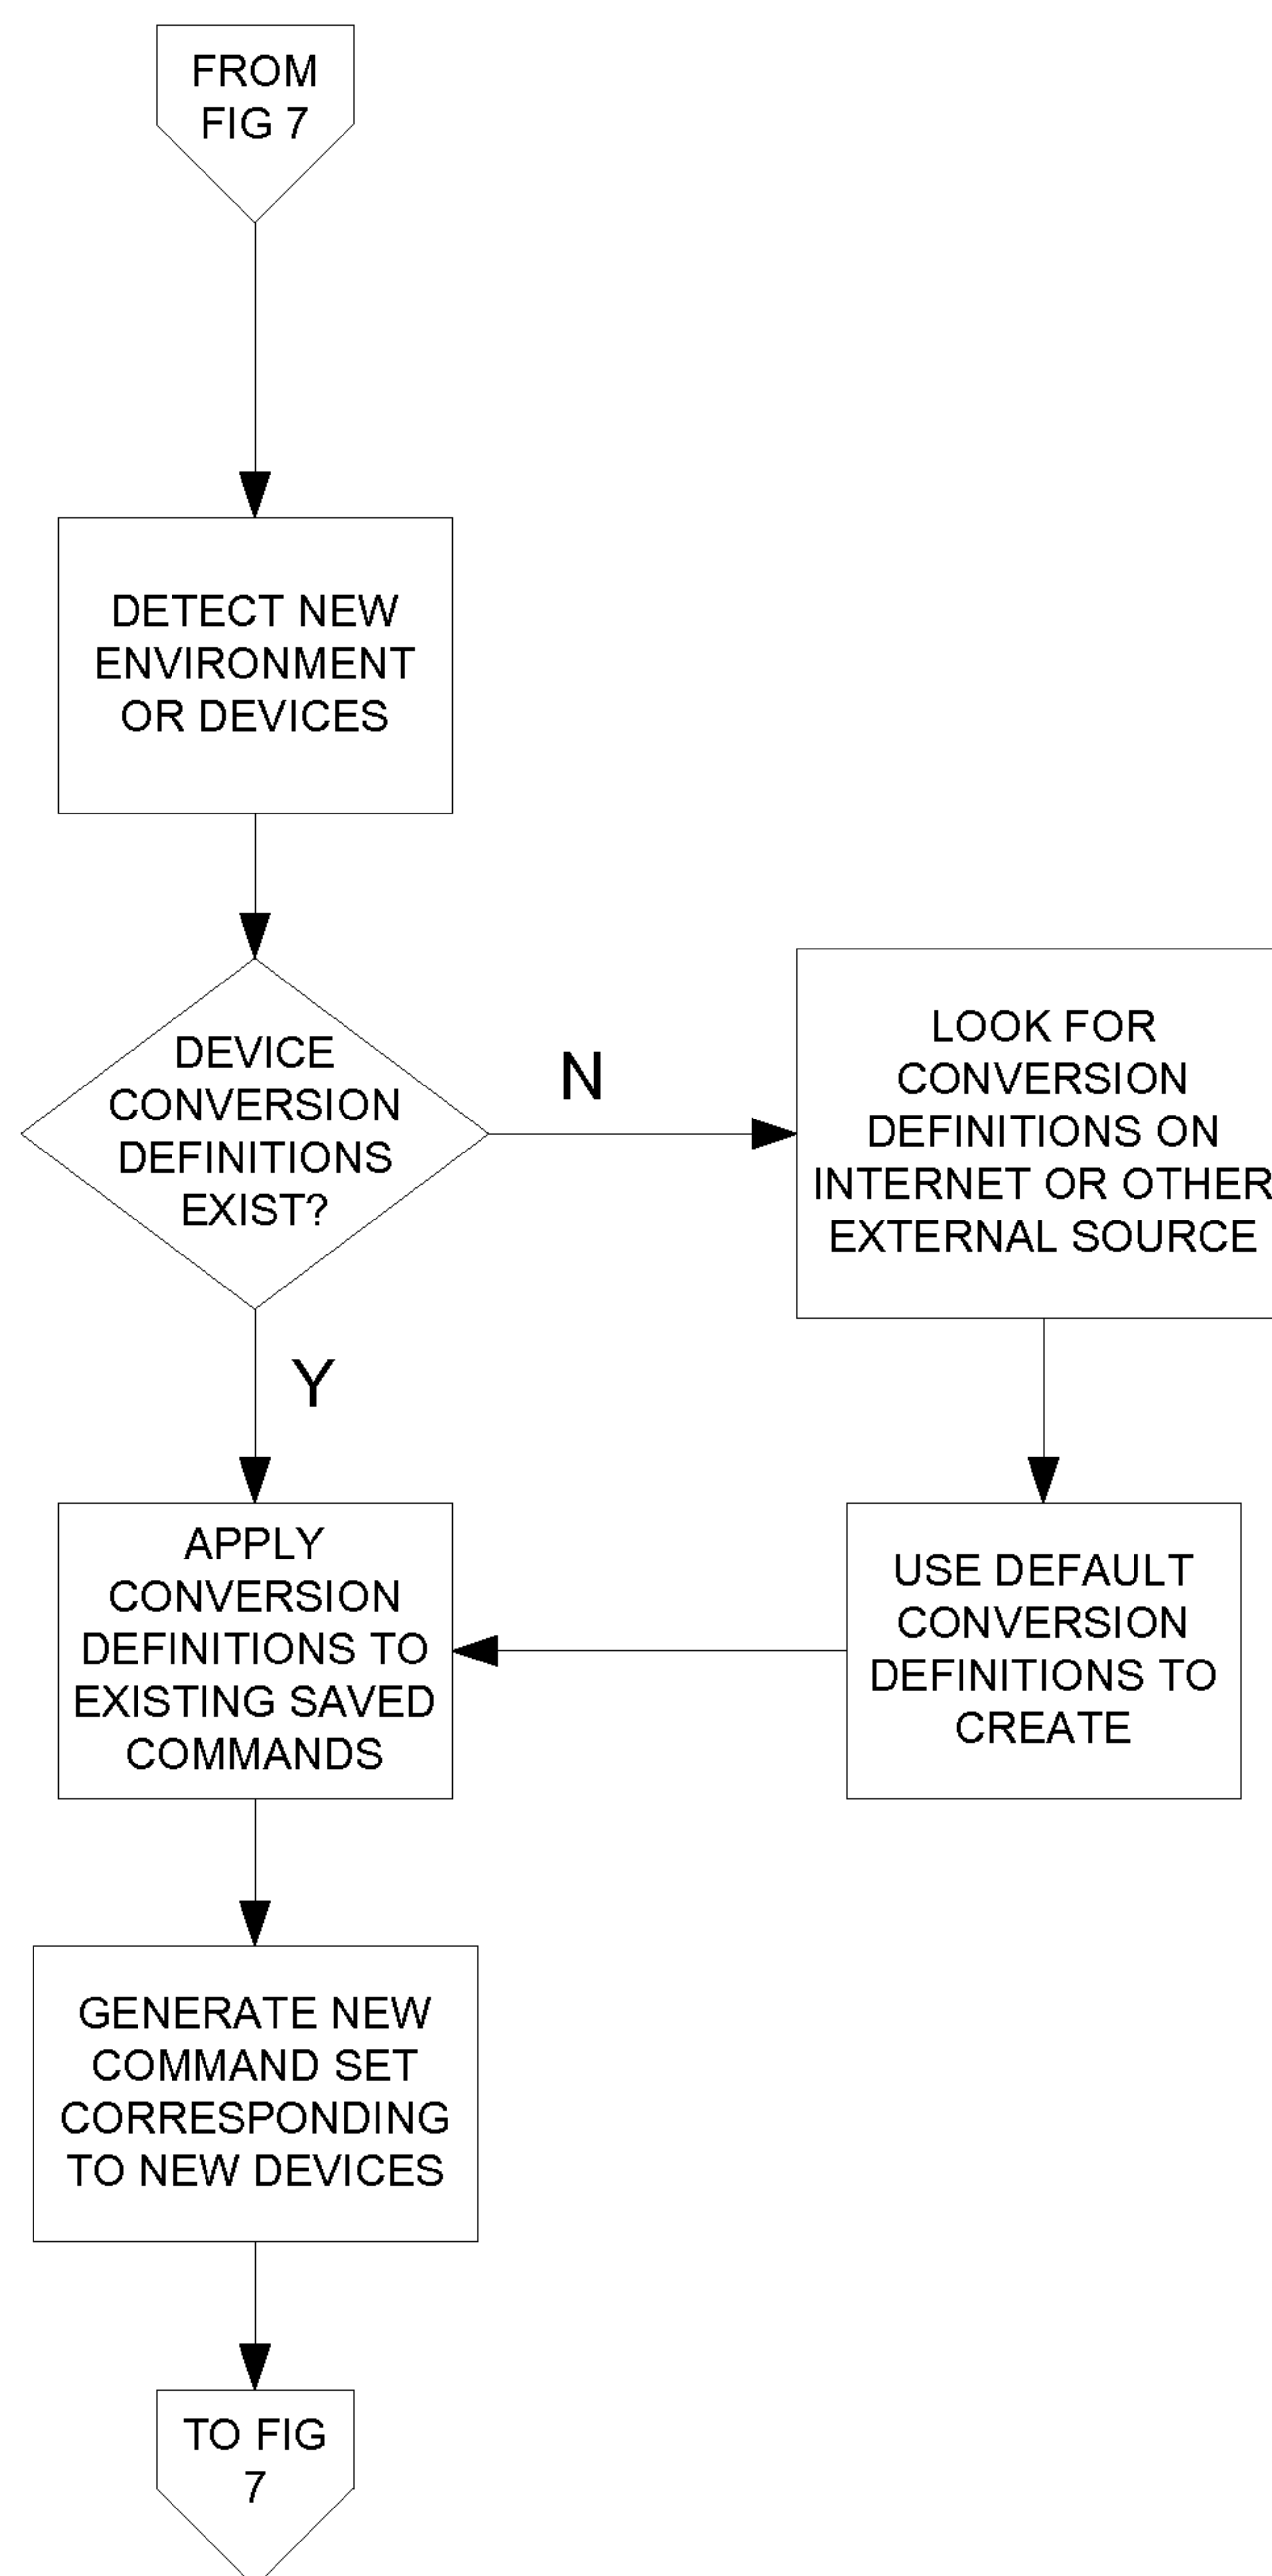 FROM
FIG 7
DETECT NEW
ENVIRONMENT
OR DEVICES
DEVICE
CONVERSION
DEFINITIONS
EXIST?
N
LOOK FOR
CONVERSION
DEFINITIONS ON
INTERNET OR OTHER
EXTERNAL SOURCE
Y
APPLY
CONVERSION
DEFINITIONS TO
EXISTING SAVED
COMMANDS
USE DEFAULT
CONVERSION
DEFINITIONS TO
CREATE
GENERATE NEW
COMMAND SET
CORRESPONDING
TO NEW DEVICES
TO FIG
7